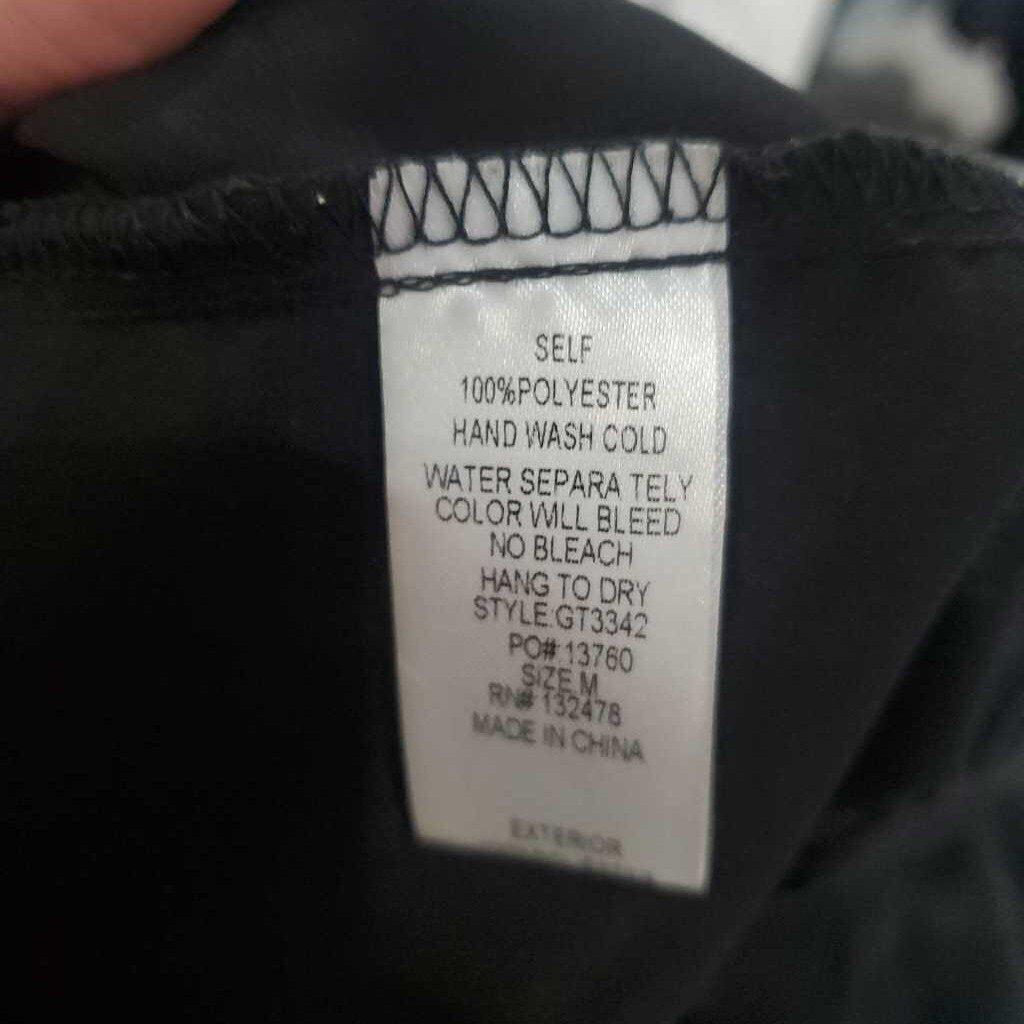 SELF
100%POLYESTER
HAND WASH COLD
WATER SEPARA TELY
COLOR WILL BLEED
NO BLEACH
HANG TO DRY
STYLE:GT3342
PO#:13760
SIZE:M
RN# 132478
MADE IN CHINA
EXTERIOR